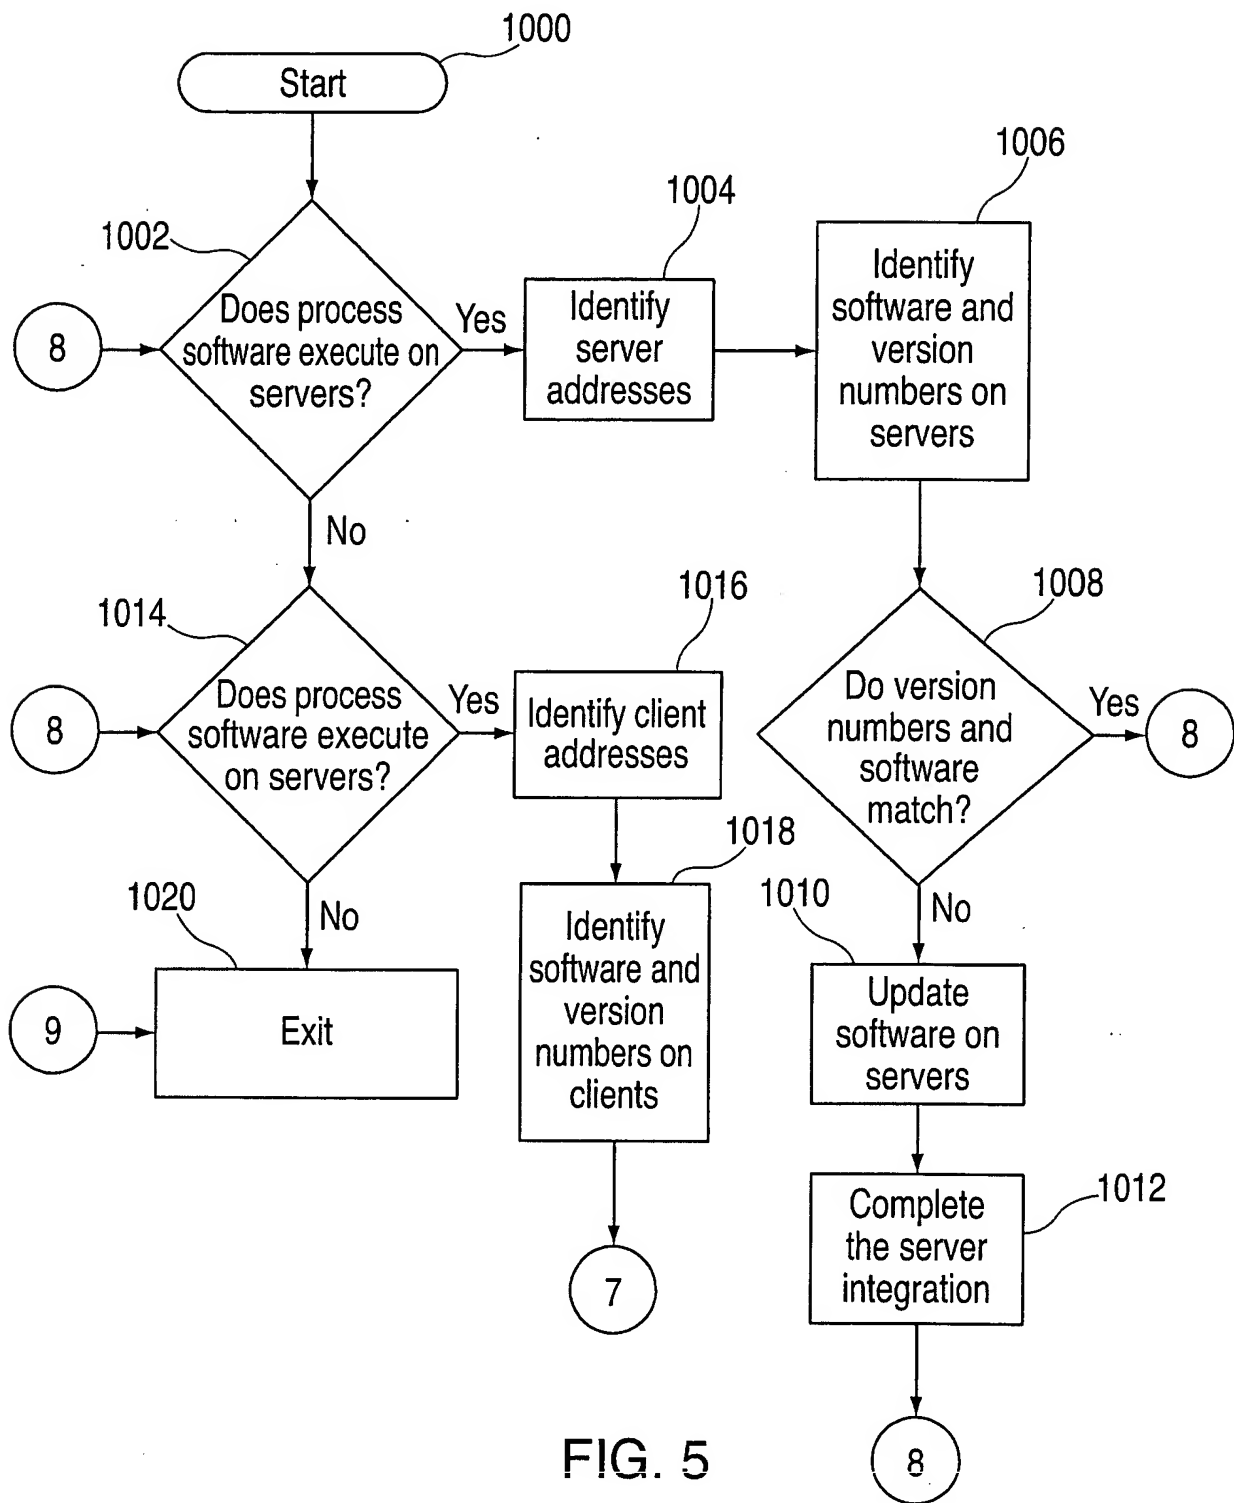 1000
Start
1002
8
Does process
software execute on
servers?
Yes
1004
Identify
server
addresses
1006
Identify
software and
version
numbers on
servers
No
1014
8
Does process
software execute
on servers?
Yes
1016
Identify client
addresses
1008
Do version
numbers and
software
match?
Yes
8
No
1020
9
Exit
1018
Identify
software and
version
numbers on
clients
7
No
1010
Update
software on
servers
1012
Complete
the server
integration
8
FIG. 5